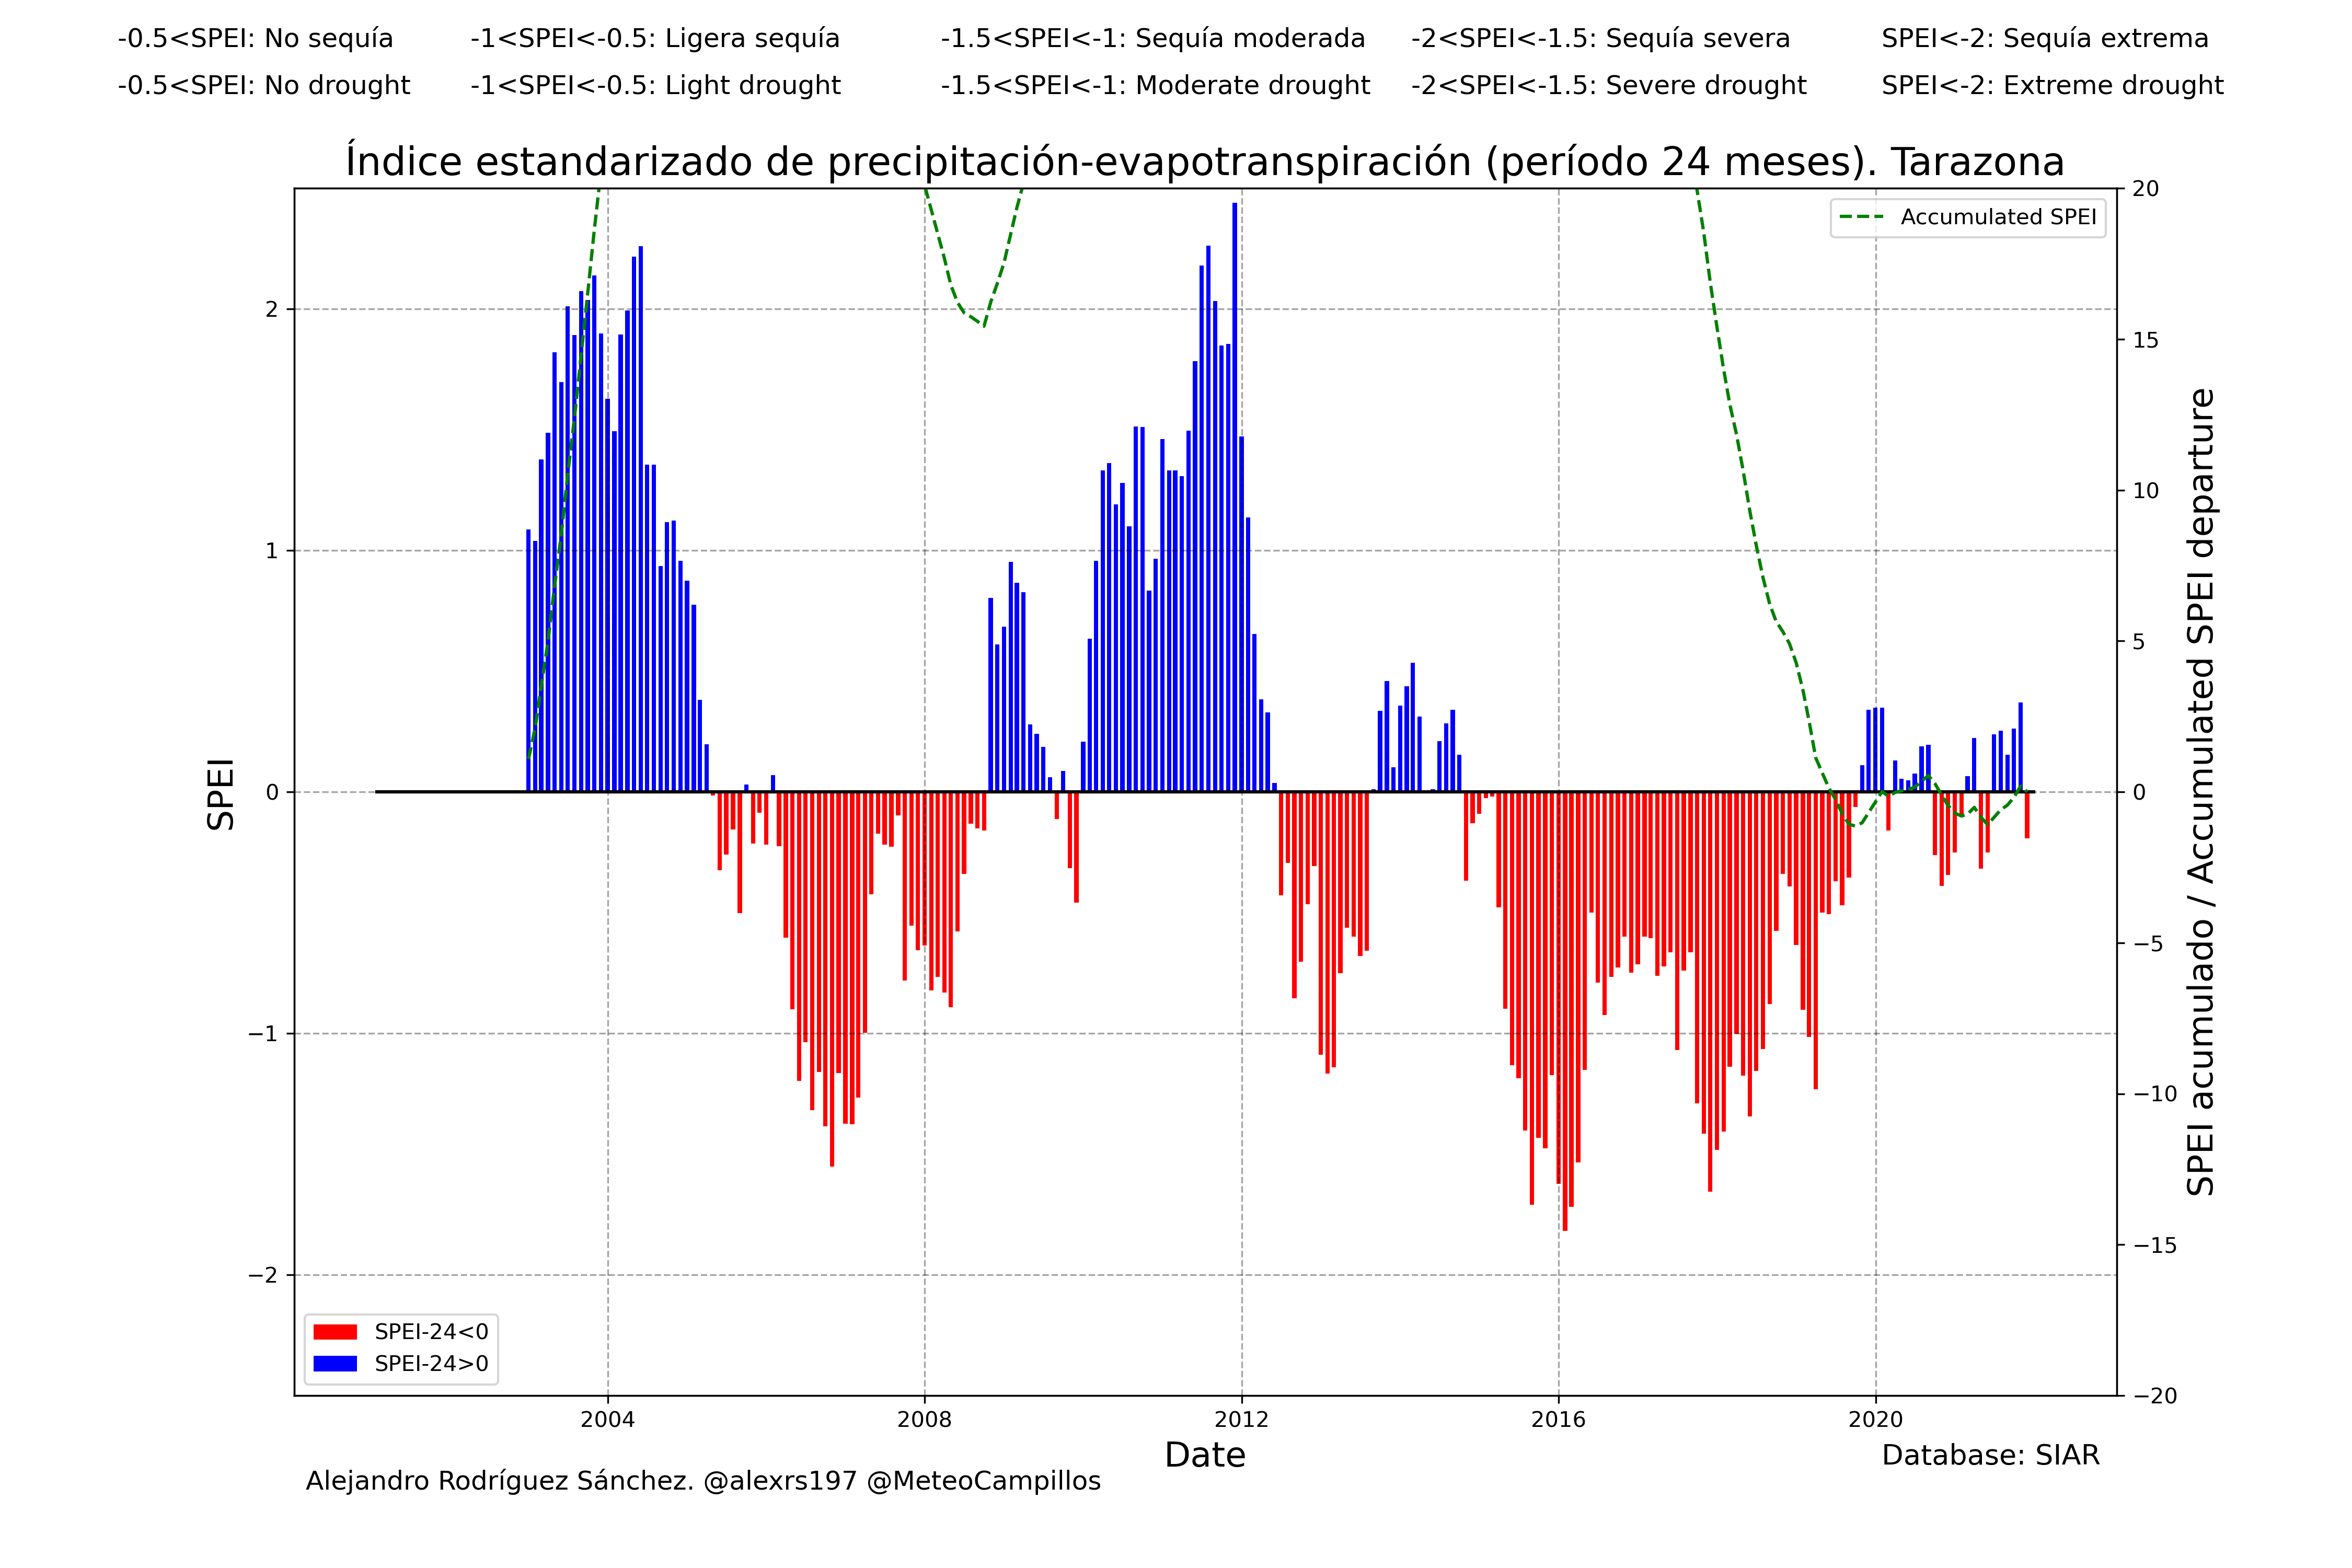 -0.5<SPEI: No sequía -1<SPEI<-0.5: Ligera sequía -1.5<SPEI<-1: Sequía moderada -2<SPEI<-1.5: Sequía severa SPEI<-2: Sequía extrema
-0.5<SPEI: No drought -1<SPEI<-0.5: Light drought -1.5<SPEI<-1: Moderate drought -2<SPEI<-1.5: Severe drought SPEI<-2: Extreme drought
Índice estandarizado de precipitación-evapotranspiración (período 24 meses). Tarazona
Accumulated SPEI
SPEI
2
1
0
−1
−2
20
15
10
5
0
−5
−10
−15
−20
SPEI acumulado / Accumulated SPEI departure
SPEI-24<0
SPEI-24>0
2004 2008 2012 2016 2020
Date
Database: SIAR
Alejandro Rodríguez Sánchez. @alexrs197 @MeteoCampillos